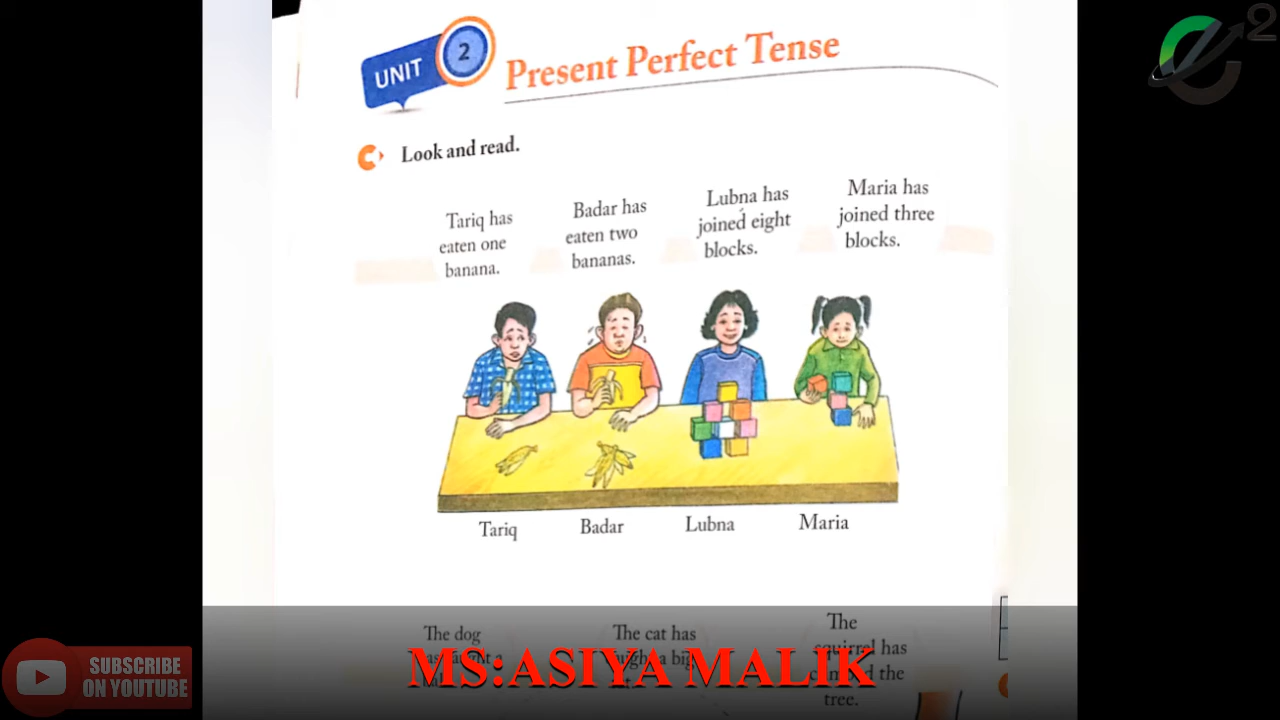 UNIT 2
Present Perfect Tense
Look and read.
Tariq has
eaten one
banana.
Badar has
eaten two
bananas.
Lubna has
joined eight
blocks.
Maria has
joined three
blocks.
Tariq
Badar
Lubna
Maria
The dog
The cat has
a big
The
squirrel has
the
tree.
MS:ASIYA MALIK
SUBSCRIBE
ON YOUTUBE
2